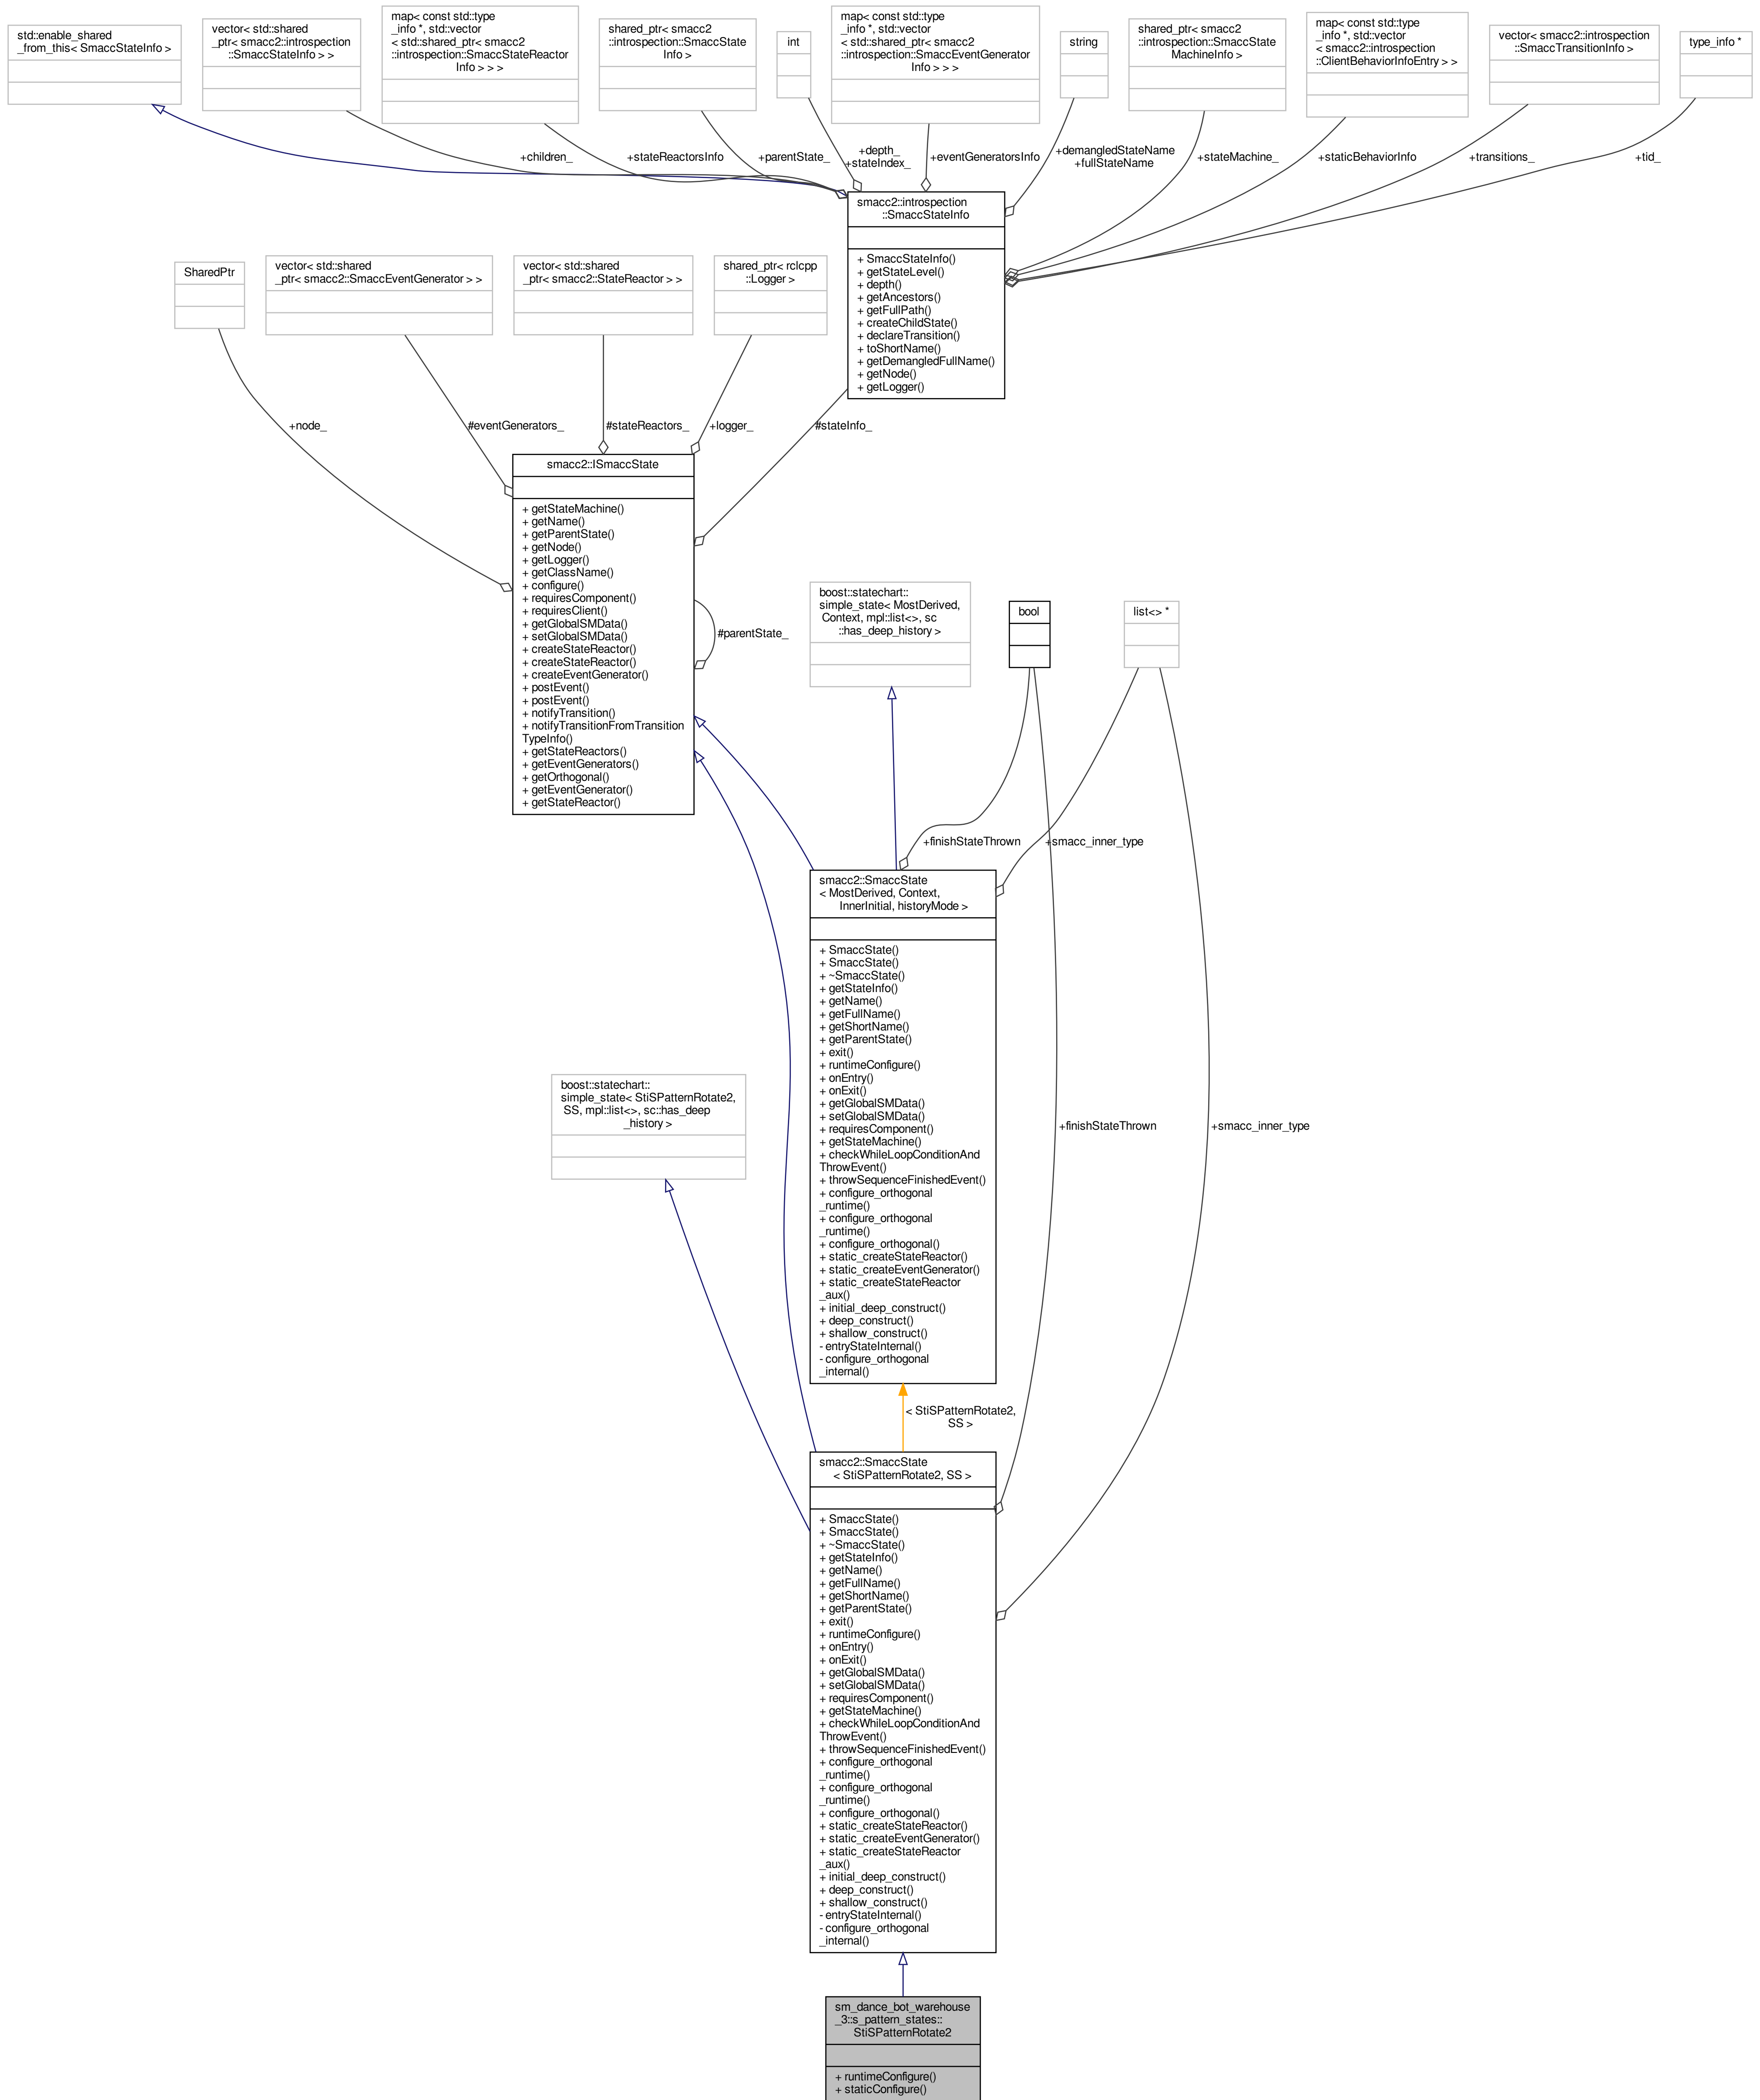 std::enable_shared
_from_this< SmaccStateInfo >
vector< std::shared
_ptr< smacc2::introspection
::SmaccStateInfo > >
map< const std::type
_info *, std::vector
< std::shared_ptr< smacc2
::introspection::SmaccStateReactor
Info > > >
shared_ptr< smacc2
::introspection::SmaccState
Info >
int
map< const std::type
_info *, std::vector
< std::shared_ptr< smacc2
::introspection::SmaccEventGenerator
Info > > >
string
shared_ptr< smacc2
::introspection::SmaccState
MachineInfo >
map< const std::type
_info *, std::vector
< smacc2::introspection
::ClientBehaviorInfoEntry > >
vector< smacc2::introspection
::SmaccTransitionInfo >
type_info *
+children_
+stateReactorsInfo
+parentState_
+depth_
+stateIndex_
+eventGeneratorsInfo
+demangledStateName
+fullStateName
+stateMachine_
+staticBehaviorInfo
+transitions_
+tid_
smacc2::introspection
::SmaccStateInfo
+ SmaccStateInfo()
+ getStateLevel()
+ depth()
+ getAncestors()
+ getFullPath()
+ createChildState()
+ declareTransition()
+ toShortName()
+ getDemangledFullName()
+ getNode()
+ getLogger()
SharedPtr
vector< std::shared
_ptr< smacc2::SmaccEventGenerator > >
vector< std::shared
_ptr< smacc2::StateReactor > >
shared_ptr< rclcpp
::Logger >
+node_
#eventGenerators_
#stateReactors_
+logger_
#stateInfo_
smacc2::ISmaccState
+ getStateMachine()
+ getName()
+ getParentState()
+ getNode()
+ getLogger()
+ getClassName()
+ configure()
+ requiresComponent()
+ requiresClient()
+ getGlobalSMData()
+ setGlobalSMData()
+ createStateReactor()
+ createStateReactor()
+ createEventGenerator()
+ postEvent()
+ postEvent()
+ notifyTransition()
+ notifyTransitionFromTransition
TypeInfo()
+ getStateReactors()
+ getEventGenerators()
+ getOrthogonal()
+ getEventGenerator()
+ getStateReactor()
#parentState_
boost::statechart::
simple_state< MostDerived,
Context, mpl::list<>, sc
::has_deep_history >
bool
list<> *
+finishStateThrown
+smacc_inner_type
smacc2::SmaccState
< MostDerived, Context,
InnerInitial, historyMode >
+ SmaccState()
+ SmaccState()
+ ~SmaccState()
+ getStateInfo()
+ getName()
+ getFullName()
+ getShortName()
+ getParentState()
+ exit()
+ runtimeConfigure()
+ onEntry()
+ onExit()
+ getGlobalSMData()
+ setGlobalSMData()
+ requiresComponent()
+ getStateMachine()
+ checkWhileLoopConditionAnd
ThrowEvent()
+ throwSequenceFinishedEvent()
+ configure_orthogonal
_runtime()
+ configure_orthogonal
_runtime()
+ configure_orthogonal()
+ static_createStateReactor()
+ static_createEventGenerator()
+ static_createStateReactor
_aux()
+ initial_deep_construct()
+ deep_construct()
+ shallow_construct()
- entryStateInternal()
- configure_orthogonal
_internal()
boost::statechart::
simple_state< StiSPatternRotate2,
SS, mpl::list<>, sc::has_deep
_history >
+finishStateThrown
+smacc_inner_type
< StiSPatternRotate2,
SS >
smacc2::SmaccState
< StiSPatternRotate2, SS >
+ SmaccState()
+ SmaccState()
+ ~SmaccState()
+ getStateInfo()
+ getName()
+ getFullName()
+ getShortName()
+ getParentState()
+ exit()
+ runtimeConfigure()
+ onEntry()
+ onExit()
+ getGlobalSMData()
+ setGlobalSMData()
+ requiresComponent()
+ getStateMachine()
+ checkWhileLoopConditionAnd
ThrowEvent()
+ throwSequenceFinishedEvent()
+ configure_orthogonal
_runtime()
+ configure_orthogonal
_runtime()
+ configure_orthogonal()
+ static_createStateReactor()
+ static_createEventGenerator()
+ static_createStateReactor
_aux()
+ initial_deep_construct()
+ deep_construct()
+ shallow_construct()
- entryStateInternal()
- configure_orthogonal
_internal()
sm_dance_bot_warehouse
_3::s_pattern_states::
StiSPatternRotate2
+ runtimeConfigure()
+ staticConfigure()